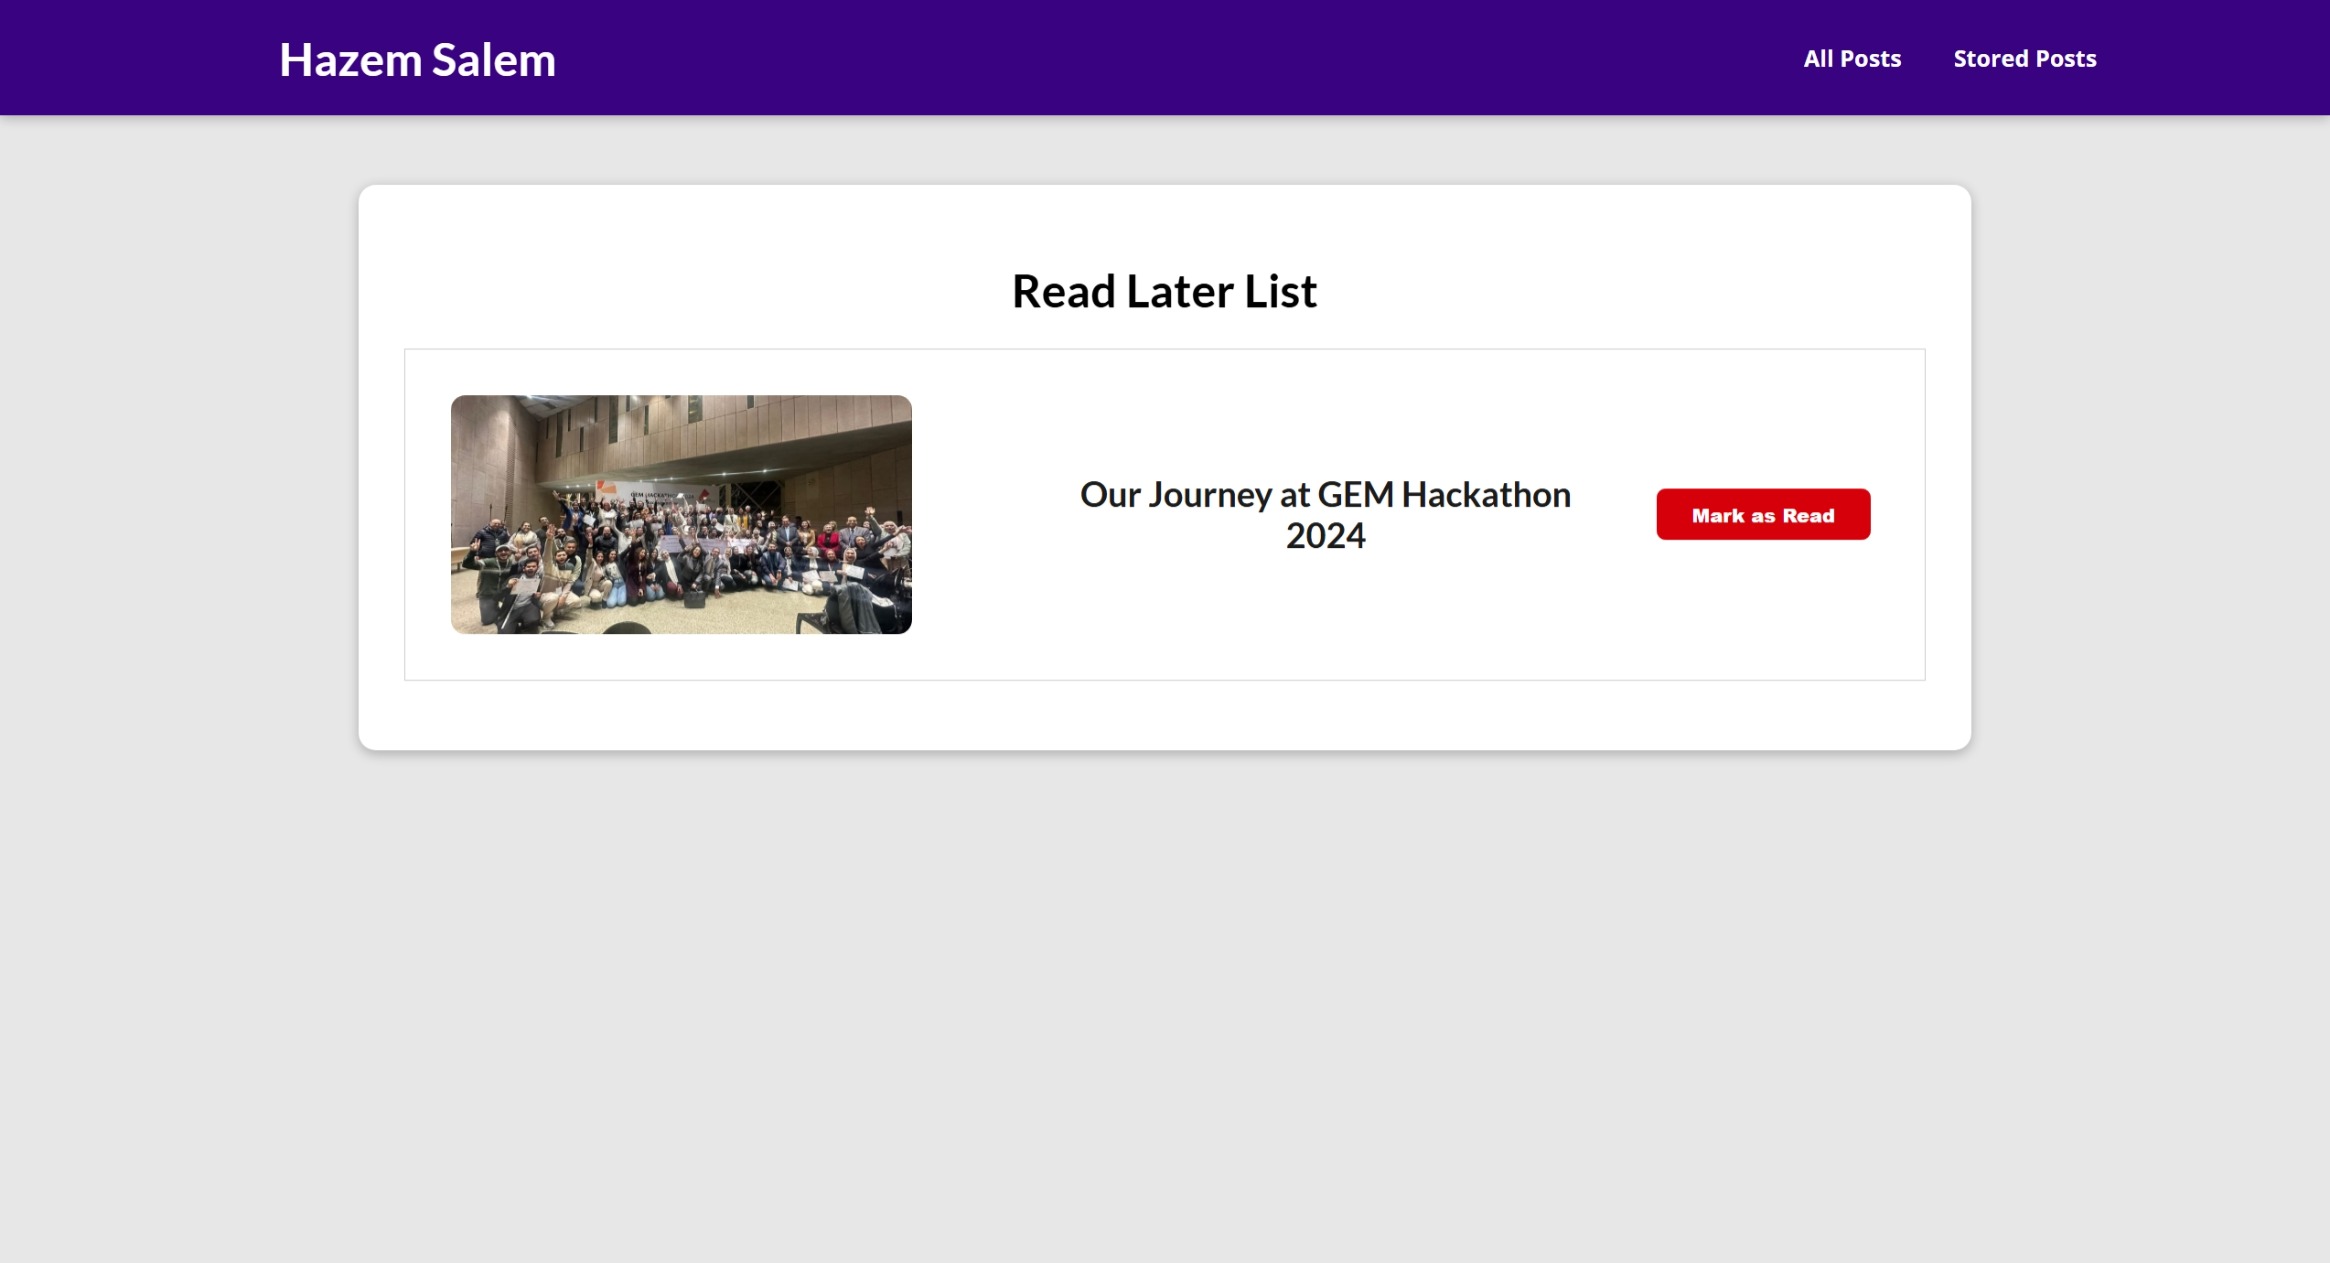 Hazem Salem
All Posts
Stored Posts
Read Later List
Our Journey at GEM Hackathon
2024
Mark as Read